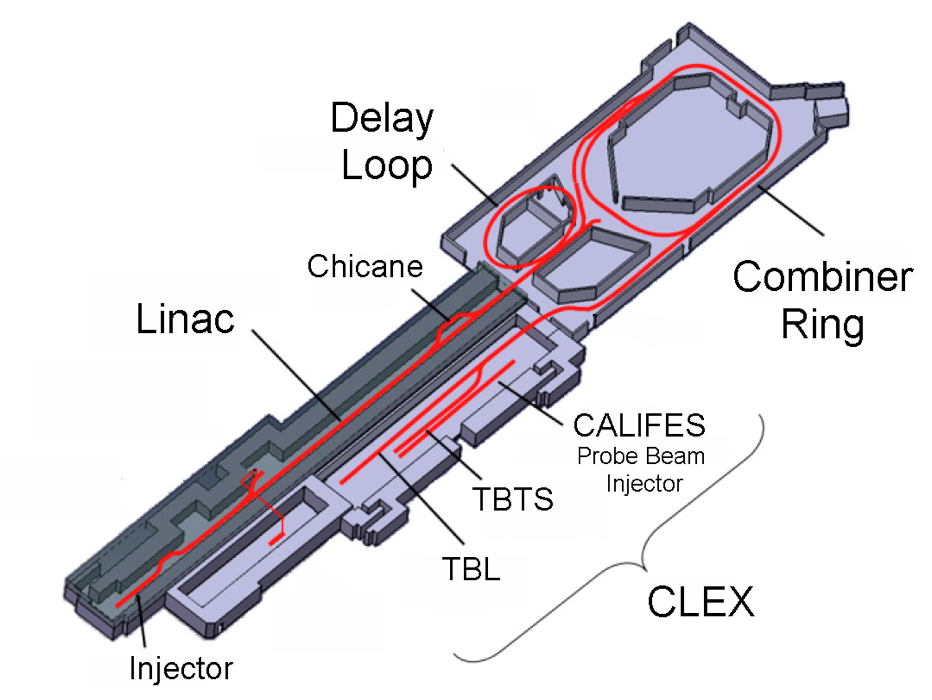 Delay
Loop
Chicane
Linac
Combiner
Ring
CALIFES
Probe Beam
Injector
TBTS
TBL
CLEX
Injector